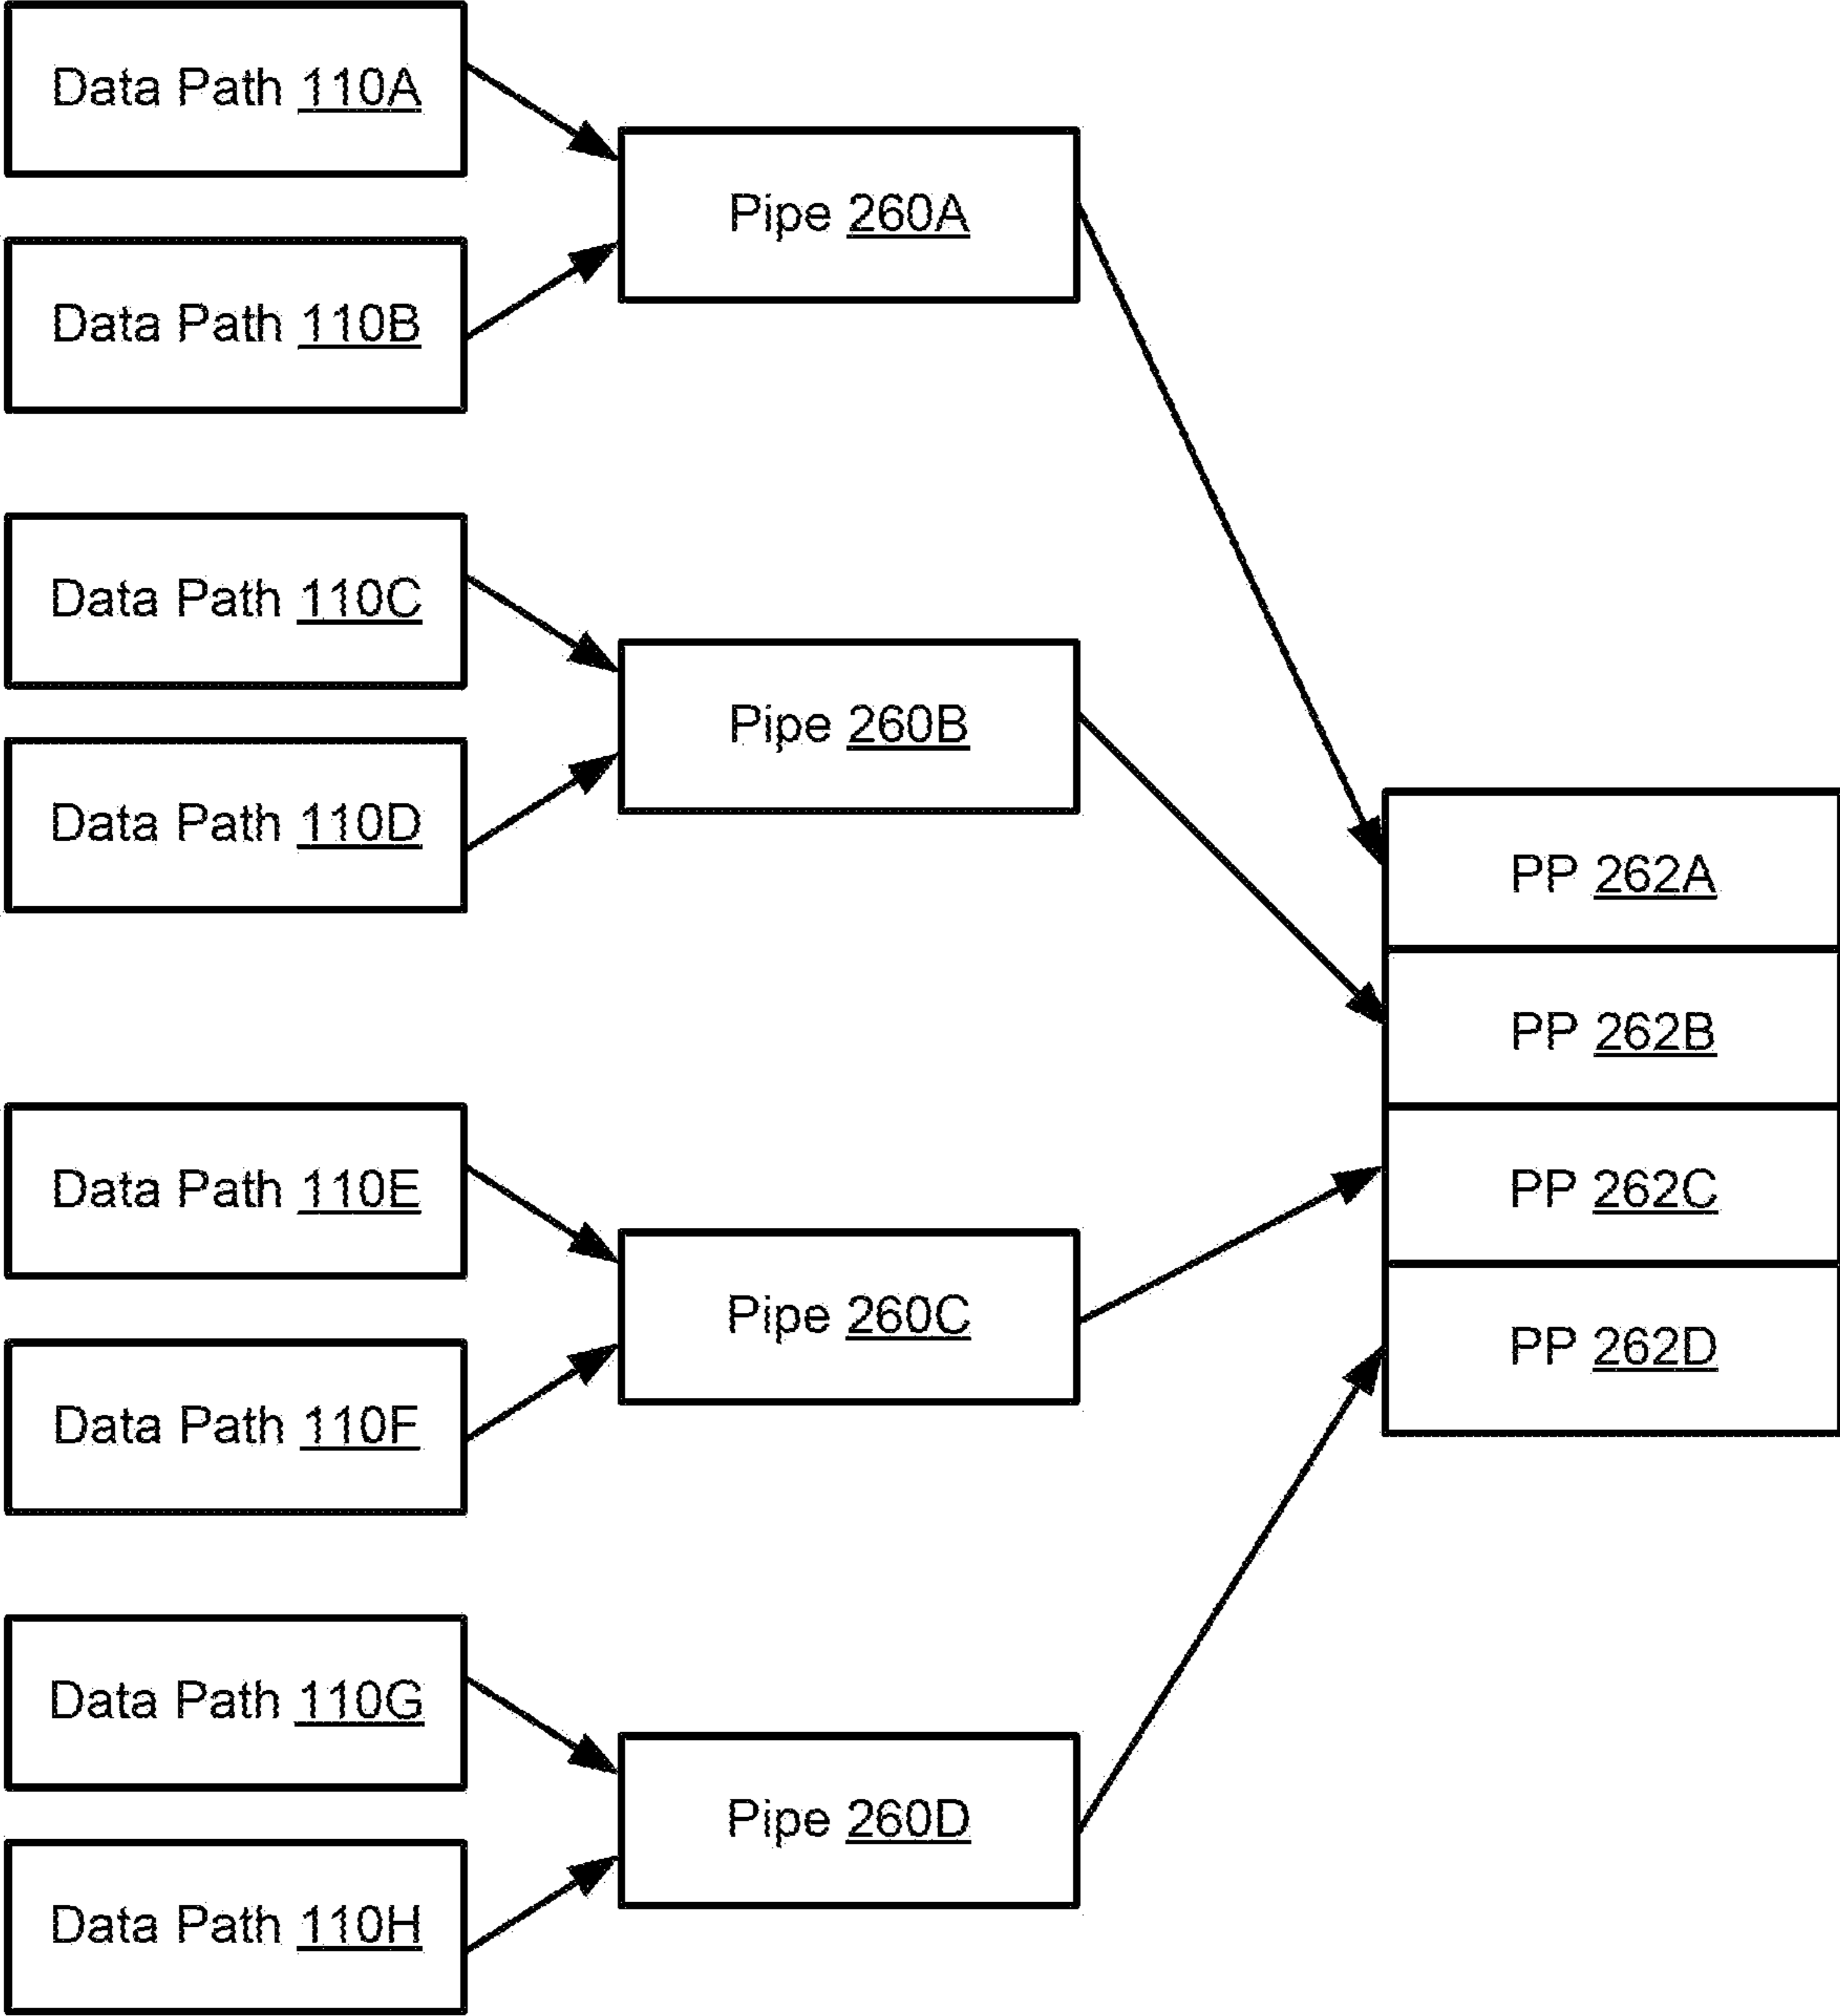 Data Path 110A
Data Path 110B
Pipe 260A
Data Path 110C
Data Path 110D
Pipe 260B
Data Path 110E
Data Path 110F
Pipe 260C
Data Path 110G
Data Path 110H
Pipe 260D
PP 262A
PP 262B
PP 262C
PP 262D